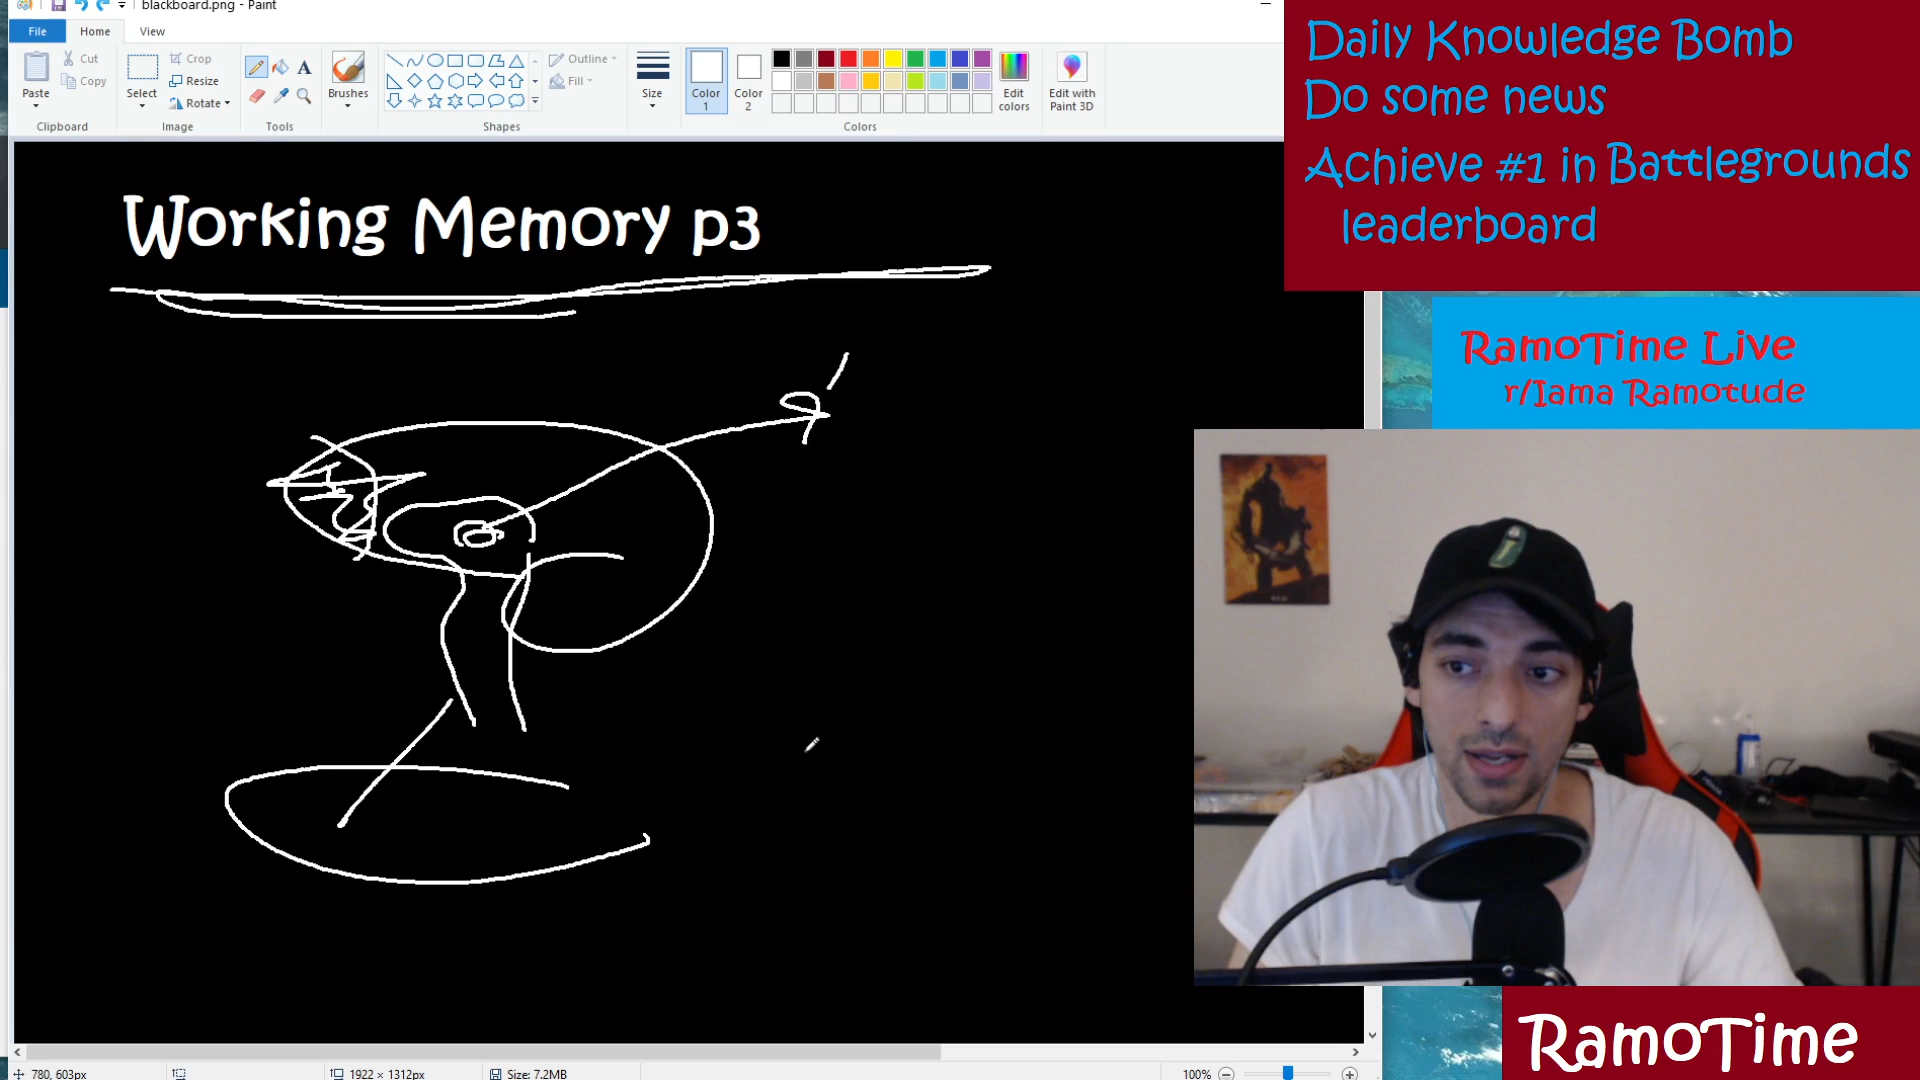 blackboard.png - Paint
File Home View
Paste
Cut
Copy
Clipboard
Select
Crop
Resize
Rotate
Image
A
Tools
Brushes
Shapes
Outline
Fill
Size
Color 1
Color 2
Edit colors
Edit with Paint 3D
Colors
Working Memory p3
Daily Knowledge Bomb
Do some news
Achieve #1 in Battlegrounds
leaderboard
RamoTime Live
r/Iama Ramotude
RamoTime
780, 603px
1922 × 1312px
Size: 7.2MB
100%